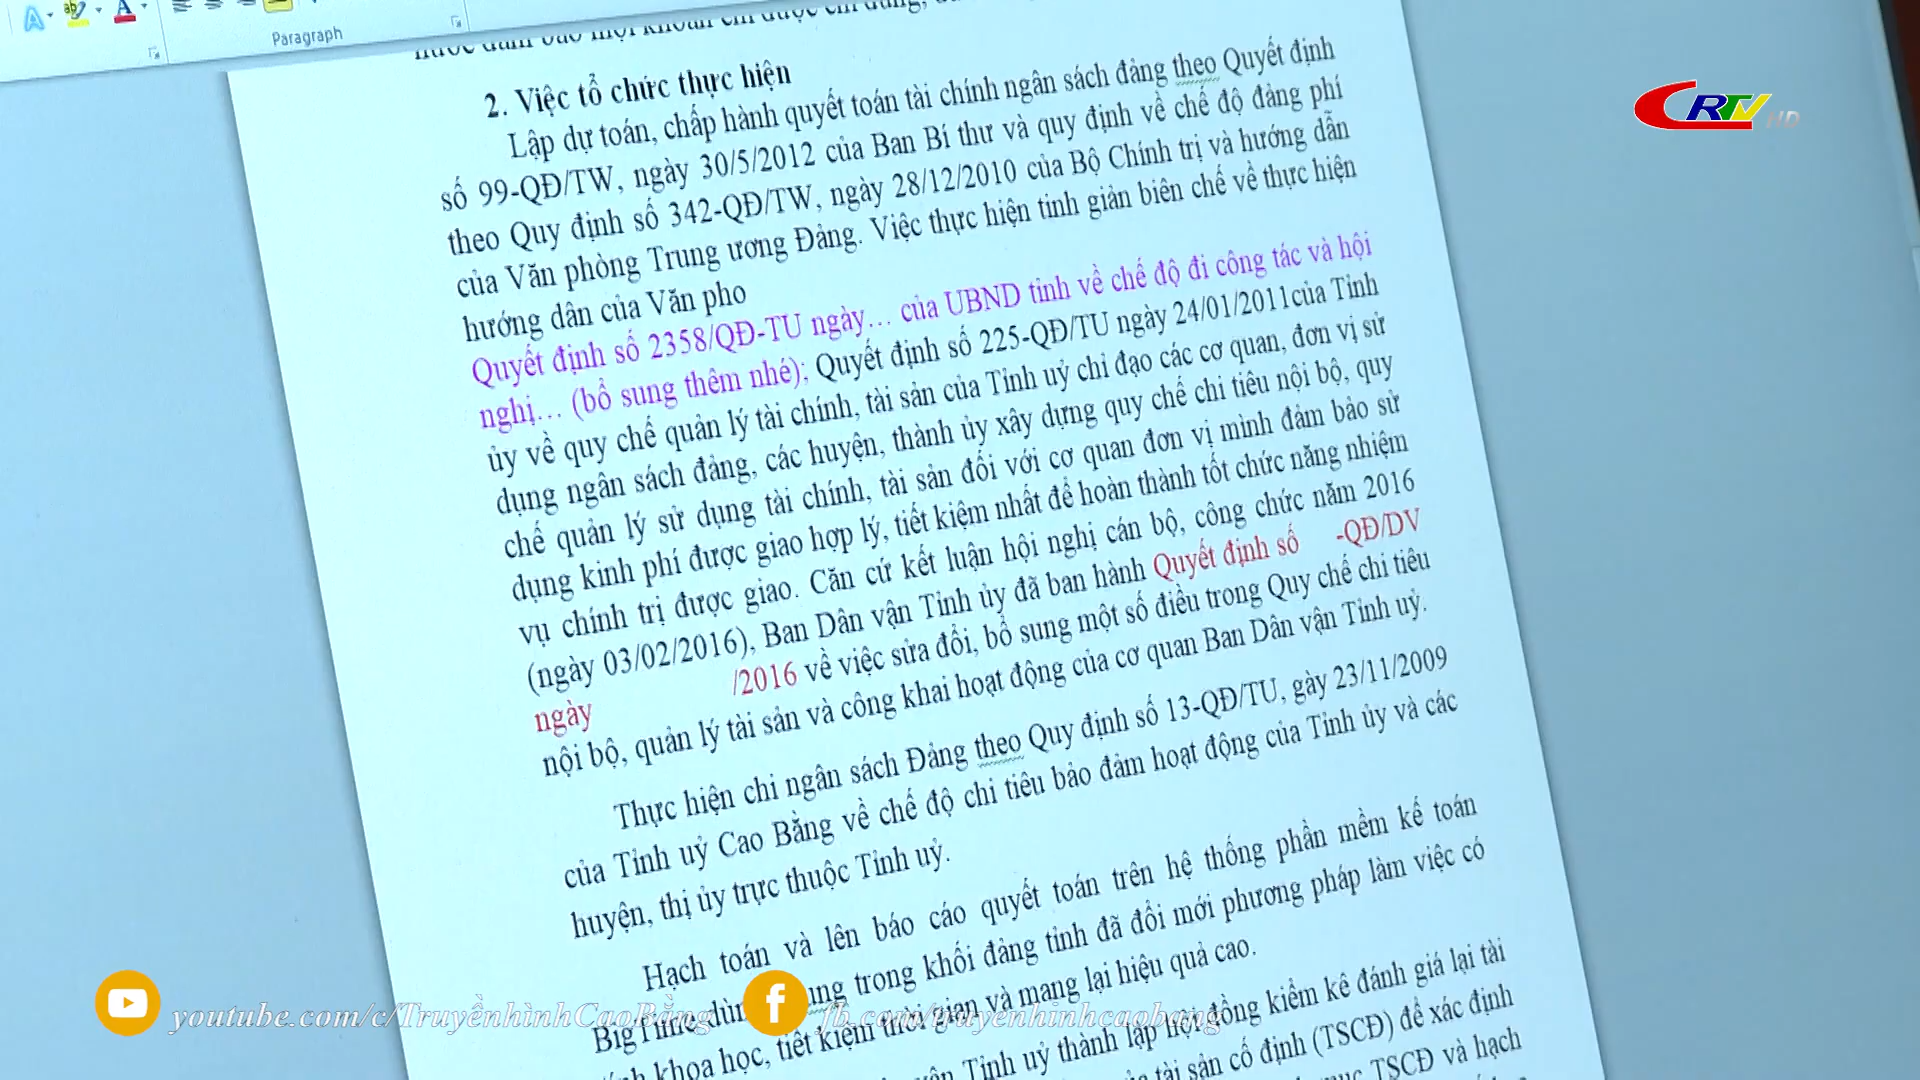 Paragraph
2. Việc tổ chức thực hiện
Lập dự toán, chấp hành quyết toán tài chính ngân sách đảng theo Quyết định
số 99-QĐ/TW, ngày 30/5/2012 của Ban Bí thư và quy định về chế độ đảng phí
theo Quy định số 342-QĐ/TW, ngày 28/12/2010 của Bộ Chính trị và hướng dẫn
của Văn phòng Trung ương Đảng. Việc thực hiện tinh giản biên chế về thực hiện
hướng dân của Văn pho
Quyết định số 2358/QĐ-TU ngày... của UBND tỉnh về chế độ đi công tác và hội
nghị... (bổ sung thêm nhé); Quyết định số 225-QĐ/TU ngày 24/01/2011của Tỉnh
ủy về quy chế quản lý tài chính, tài sản của Tỉnh uỷ chỉ đạo các cơ quan, đơn vị sử
dụng ngân sách đảng, các huyện, thành ủy xây dựng quy chế chi tiêu nội bộ, quy
chế quản lý sử dụng tài chính, tài sản đối với cơ quan đơn vị mình đảm bảo sử
dụng kinh phí được giao hợp lý, tiết kiệm nhất để hoàn thành tốt chức năng nhiệm
vụ chính trị được giao. Căn cứ kết luận hội nghị cán bộ, công chức năm 2016
(ngày 03/02/2016), Ban Dân vận Tỉnh ủy đã ban hành Quyết định số -QĐ/DV
ngày /2016 về việc sửa đổi, bổ sung một số điều trong Quy chế chi tiêu
nội bộ, quản lý tài sản và công khai hoạt động của cơ quan Ban Dân vận Tỉnh uỷ.
Thực hiện chi ngân sách Đảng theo Quy định số 13-QĐ/TU, gày 23/11/2009
của Tỉnh uỷ Cao Bằng về chế độ chi tiêu bảo đảm hoạt động của Tỉnh ủy và các
huyện, thị ủy trực thuộc Tỉnh uỷ.
Hạch toán và lên báo cáo quyết toán trên hệ thống phần mềm kế toán
BigTime dùng trong khối đảng tỉnh đã đổi mới phương pháp làm việc có
khoa học, tiết kiệm thời gian và mang lại hiệu quả cao.
Tỉnh uỷ thành lập hội đồng kiểm kê đánh giá lại tài
tài sản cố định (TSCĐ) để xác định
TSCĐ và hạch
CRTV HD
youtube.com/c/TruyềnhìnhCaoBằng
fb.com/truyenhinhcaobang